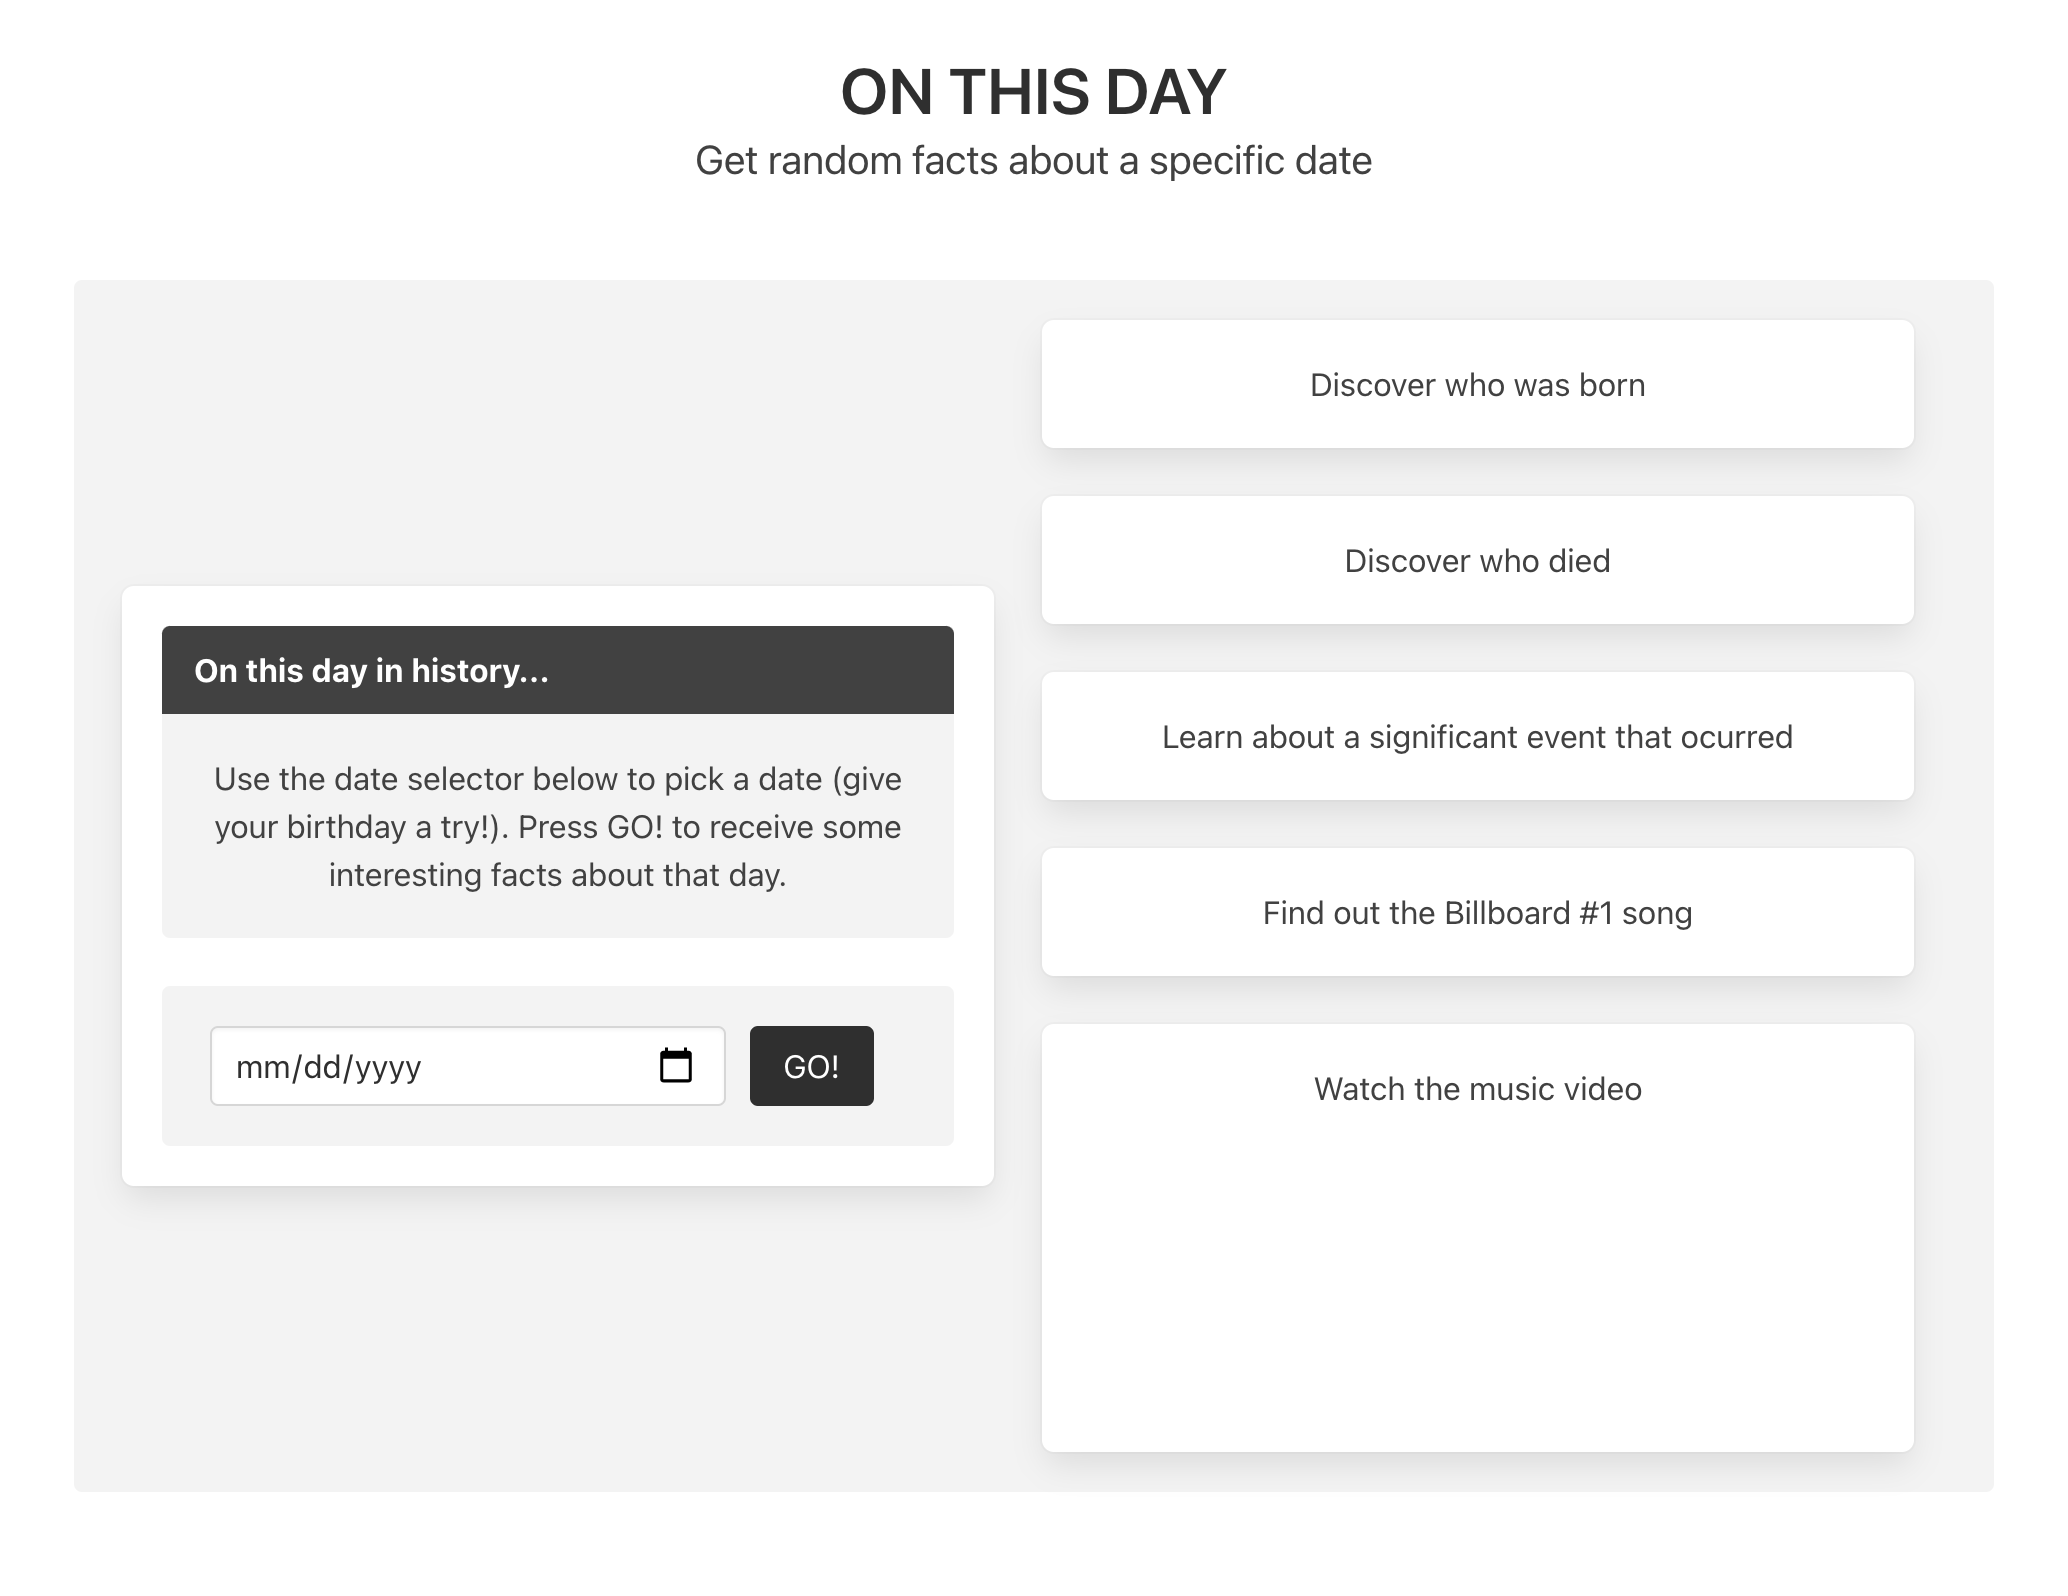 ON THIS DAY
Get random facts about a specific date
On this day in history...
Use the date selector below to pick a date (give
your birthday a try!). Press GO! to receive some
interesting facts about that day.
mm/dd/yyyy
GO!
Discover who was born
Discover who died
Learn about a significant event that ocurred
Find out the Billboard #1 song
Watch the music video